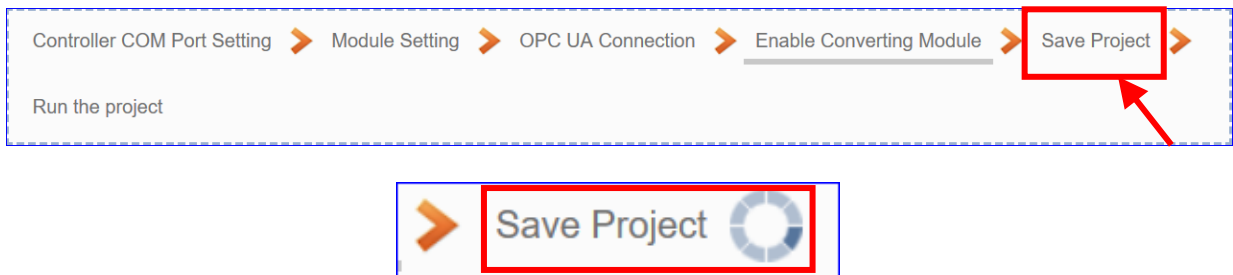 Controller COM Port Setting Module Setting OPC UA Connection Enable Converting Module Save Project
Run the project
Save Project